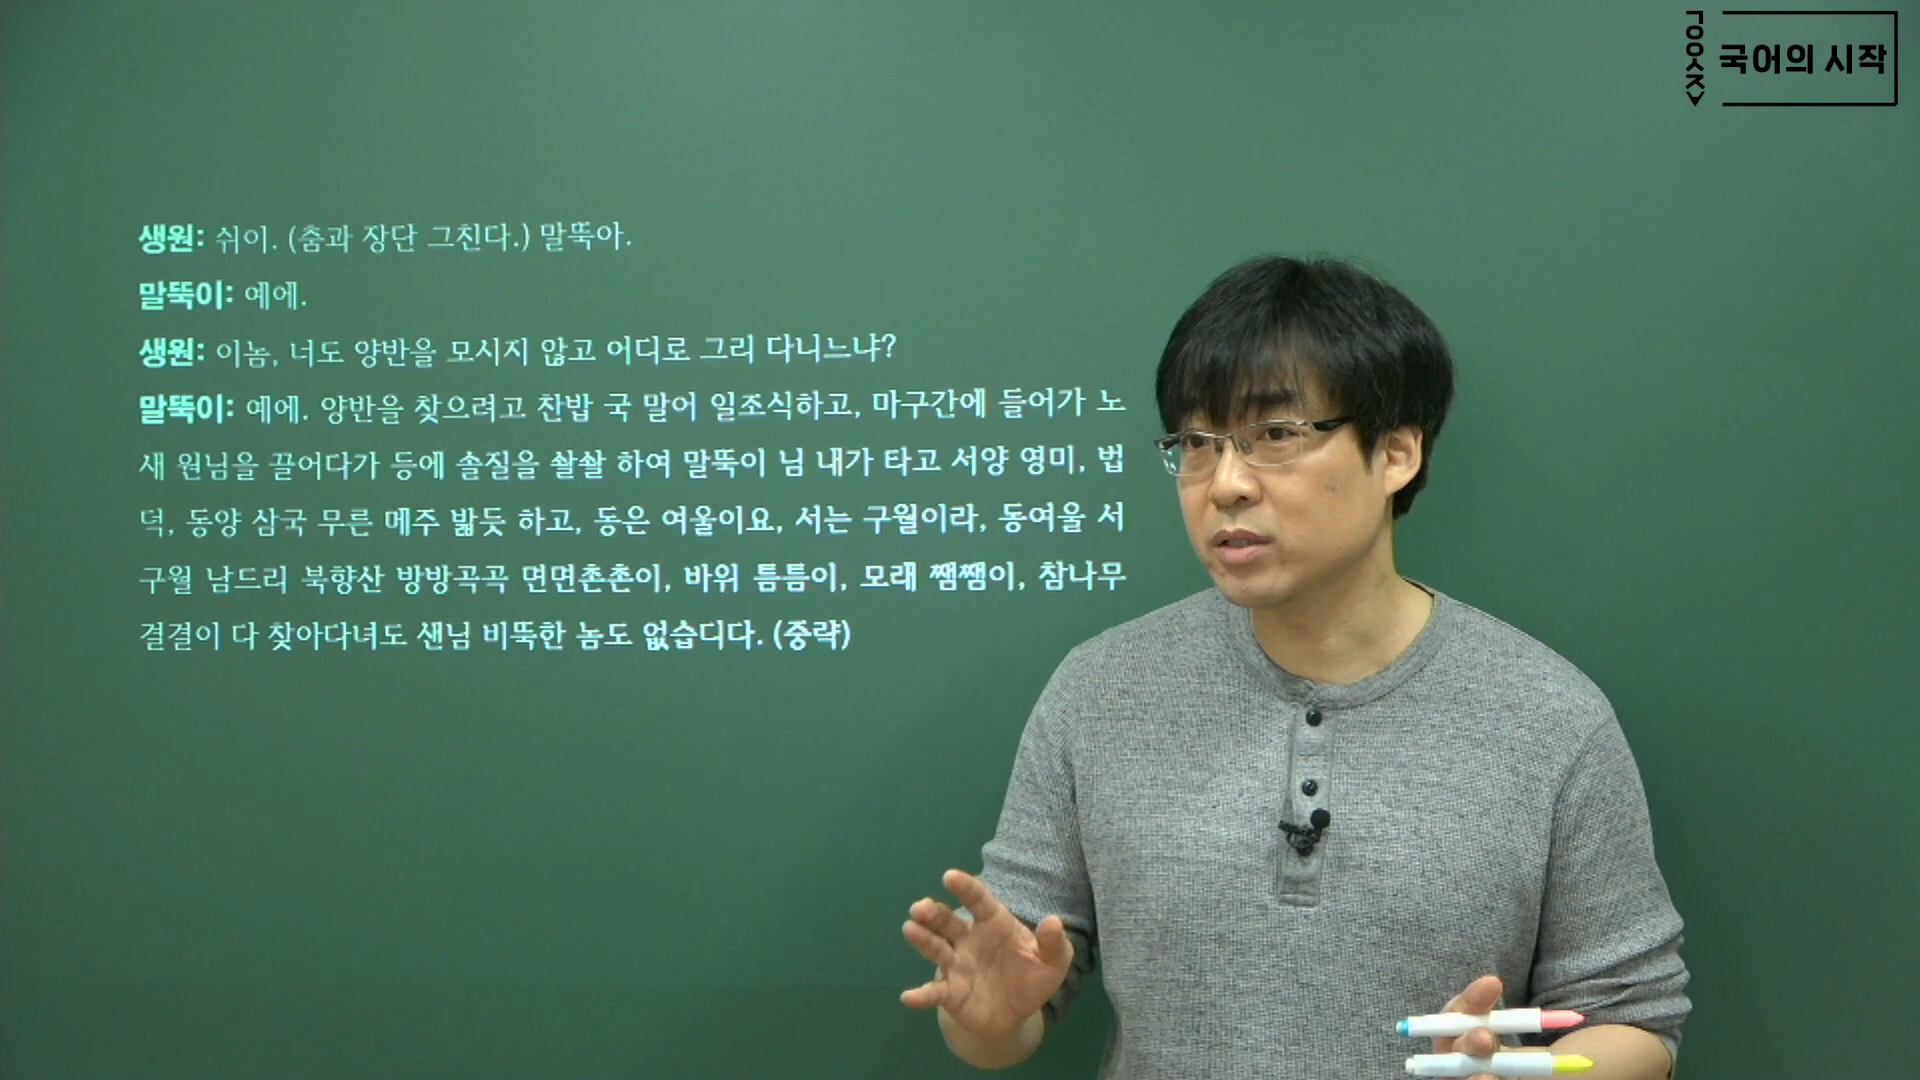 ㄱㅇㅇㅅㅈ
국어의 시작
생원: 쉬이. (춤과 장단 그친다.) 말뚝아.
말뚝이: 예에.
생원: 이놈, 너도 양반을 모시지 않고 어디로 그리 다니느냐?
말뚝이: 예에. 양반을 찾으려고 찬밥 국 말어 일조식하고, 마구간에 들어가 노
새 원님을 끌어다가 등에 솔질을 솰솰 하여 말뚝이 님 내가 타고 서양 영미, 법
덕, 동양 삼국 무른 메주 밟듯 하고, 동은 여울이요, 서는 구월이라, 동여울 서
구월 남드리 북향산 방방곡곡 면면촌촌이, 바위 틈틈이, 모래 쨈쨈이, 참나무
결결이 다 찾아다녀도 샌님 비뚝한 놈도 없습디다. (중략)